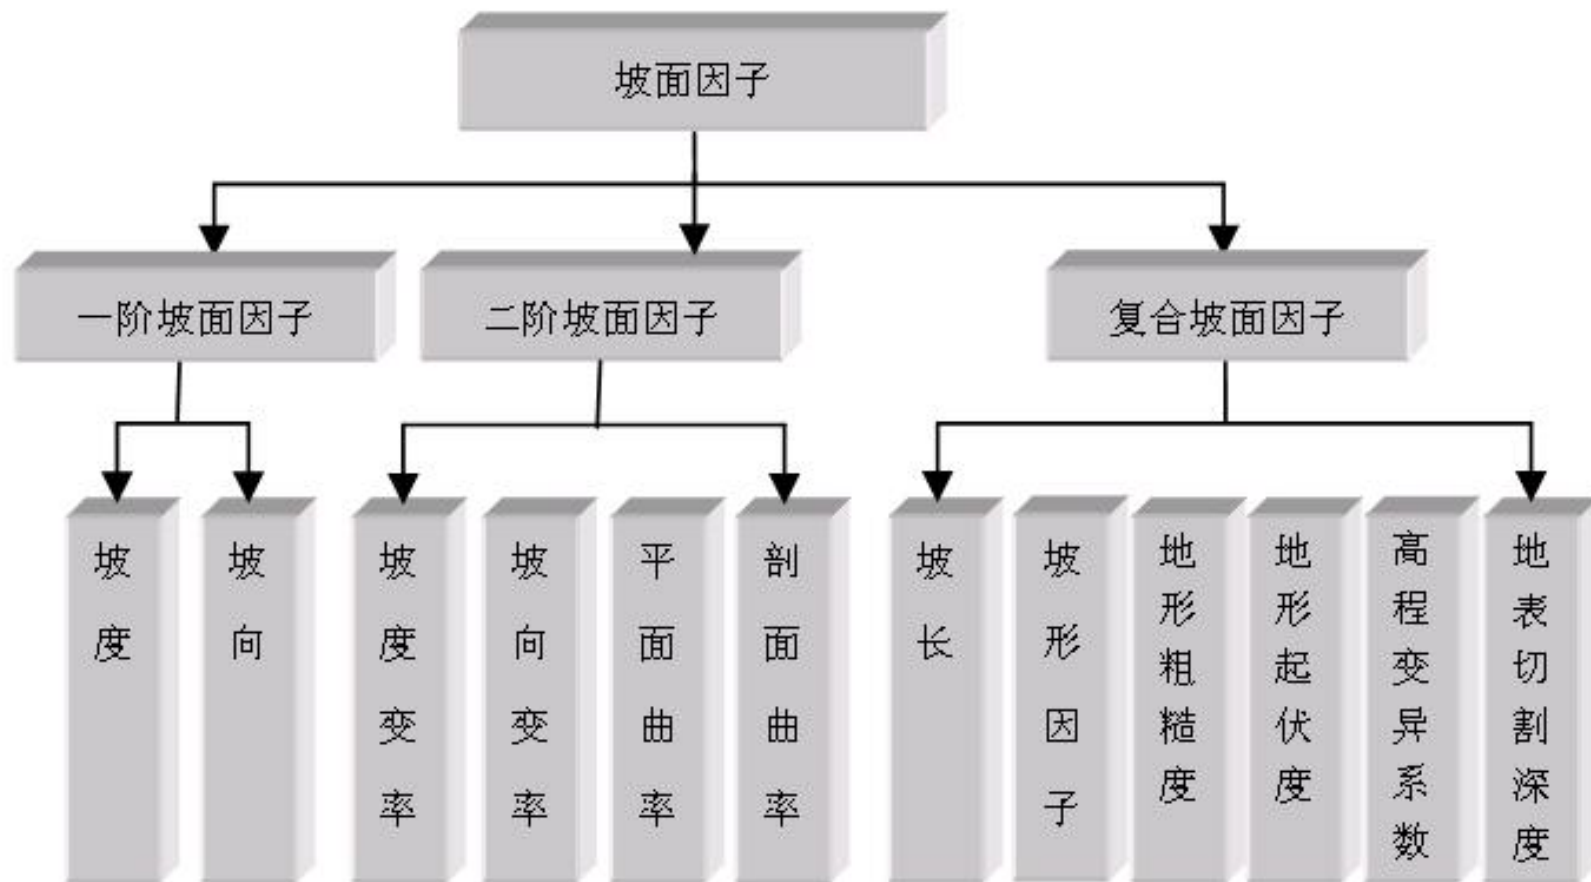 坡面因子
一阶坡面因子
二阶坡面因子
复合坡面因子
坡度
坡向
坡度变率
坡向变率
平面曲率
剖面曲率
坡长
坡形因子
地形粗糙度
地形起伏度
高程变异系数
地表切割深度